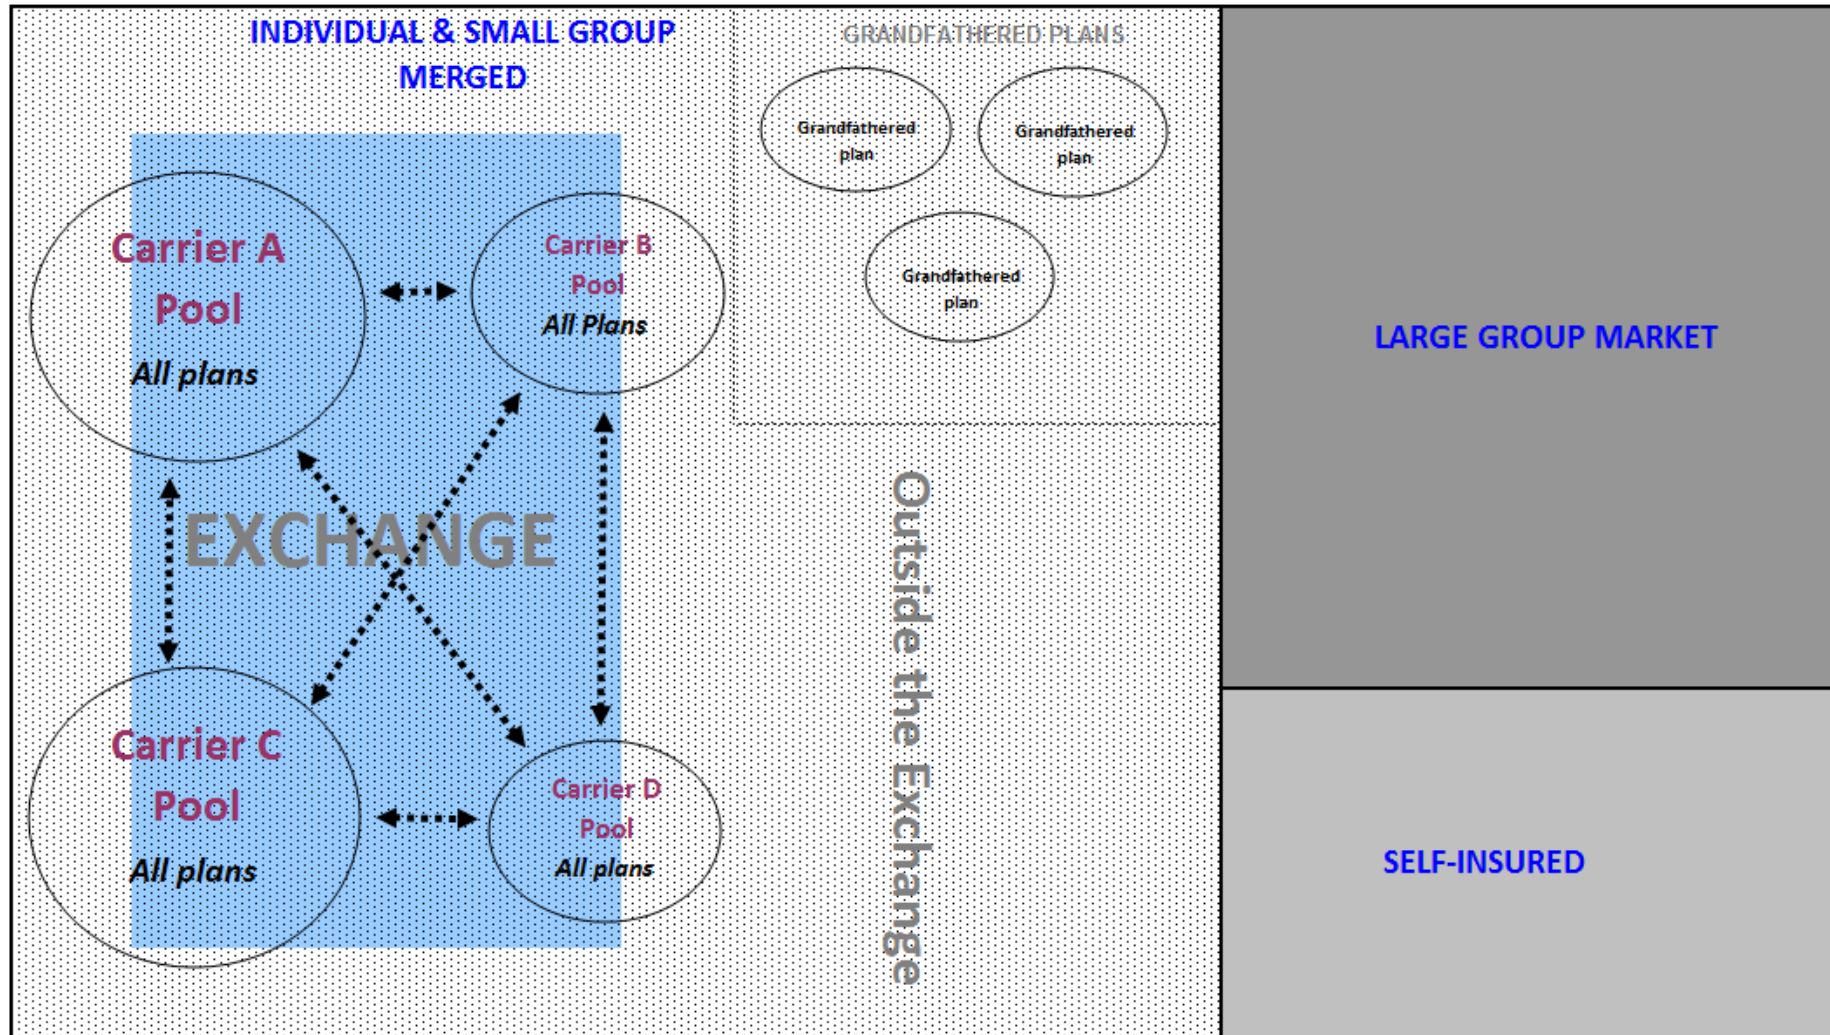 INDIVIDUAL & SMALL GROUP
MERGED
GRANDFATHERED PLANS
Grandfathered
plan
Grandfathered
plan
Grandfathered
plan
Carrier A
Pool
All plans
Carrier B
Pool
All Plans
EXCHANGE
Carrier C
Pool
All plans
Carrier D
Pool
All plans
Outside the Exchange
LARGE GROUP MARKET
SELF-INSURED